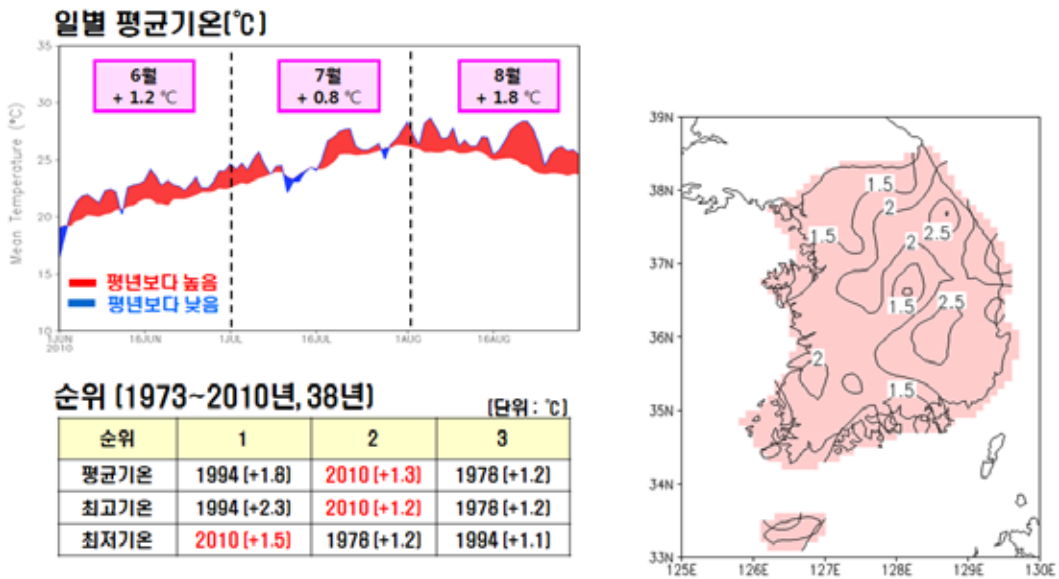 일별 평균기온(℃)
35
30
25
20
15
10
Mean Temperature (°C)
6월
+ 1.2 ℃
7월
+ 0.8 ℃
8월
+ 1.8 ℃
평년보다 높음
평년보다 낮음
1JUN 16JUN 1JUL 16JUL 1AUG 16AUG
2010
순위 (1973~2010년, 38년)
(단위 : ℃)
순위 1 2 3
평균기온 1994 (+1.8) 2010 (+1.3) 1978 (+1.2)
최고기온 1994 (+2.3) 2010 (+1.2) 1978 (+1.2)
최저기온 2010 (+1.5) 1978 (+1.2) 1994 (+1.1)
39N
38N
37N
36N
35N
34N
33N
1.5
2
2.5
1.5
2
1.5
2.5
2
1.5
125E 126E 127E 128E 129E 130E